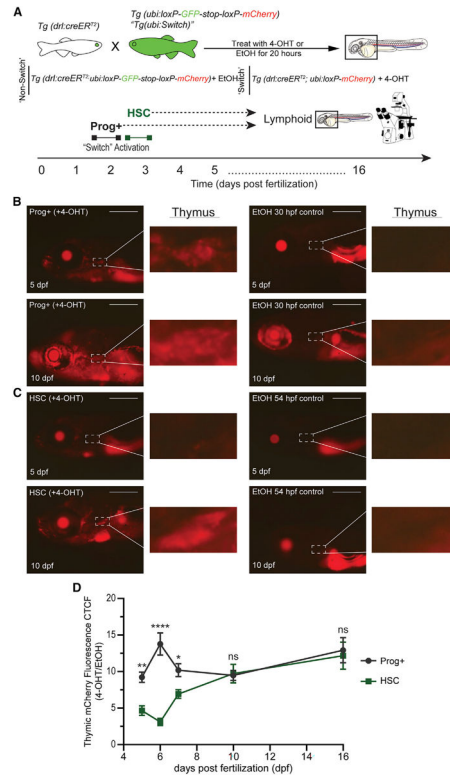 A
Tg (drl:creERT2)
X
Tg (ubi:loxP-GFP-stop-loxP-mCherry)
"Tg(ubi:Switch)"
Treat with 4-OHT or
EtOH for 20 hours
'Non-Switch'
Tg (drl:creERT2; ubi:loxP-GFP-stop-loxP-mCherry)+ EtOH
'Switch'
Tg (drl:creERT2; ubi:loxP-mCherry) + 4-OHT
HSC
Prog+
Lymphoid
"Switch" Activation
0 1 2 3 4 5 16
Time (days post fertilization)
B
Thymus
Thymus
Prog+ (+4-OHT)
5 dpf
EtOH 30 hpf control
5 dpf
Prog+ (+4-OHT)
10 dpf
EtOH 30 hpf control
10 dpf
C
HSC (+4-OHT)
5 dpf
EtOH 54 hpf control
5 dpf
HSC (+4-OHT)
10 dpf
EtOH 54 hpf control
10 dpf
D
Thymic mCherry Fluorescence CTCF
(4-OHT/EtOH)
20
15
10
5
0
** **** * ns ns
Prog+
HSC
4 6 8 10 12 14 16
days post fertilization (dpf)